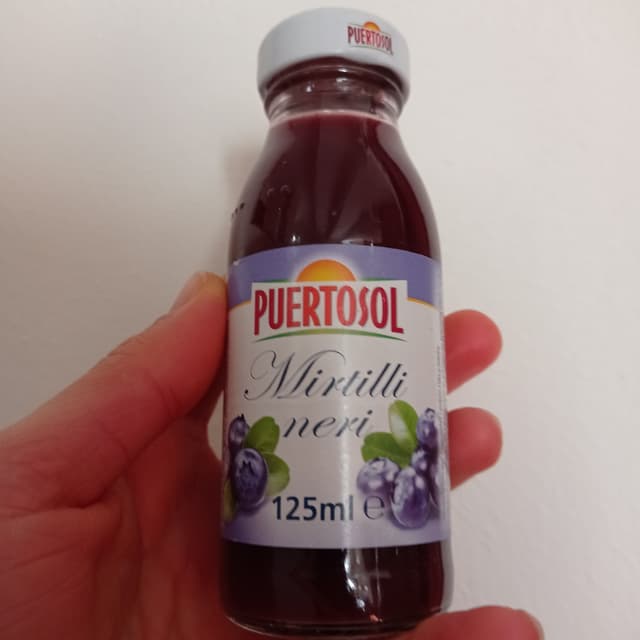 PUERTOSOL
PUERTOSOL
Mirtilli
neri
125ml e